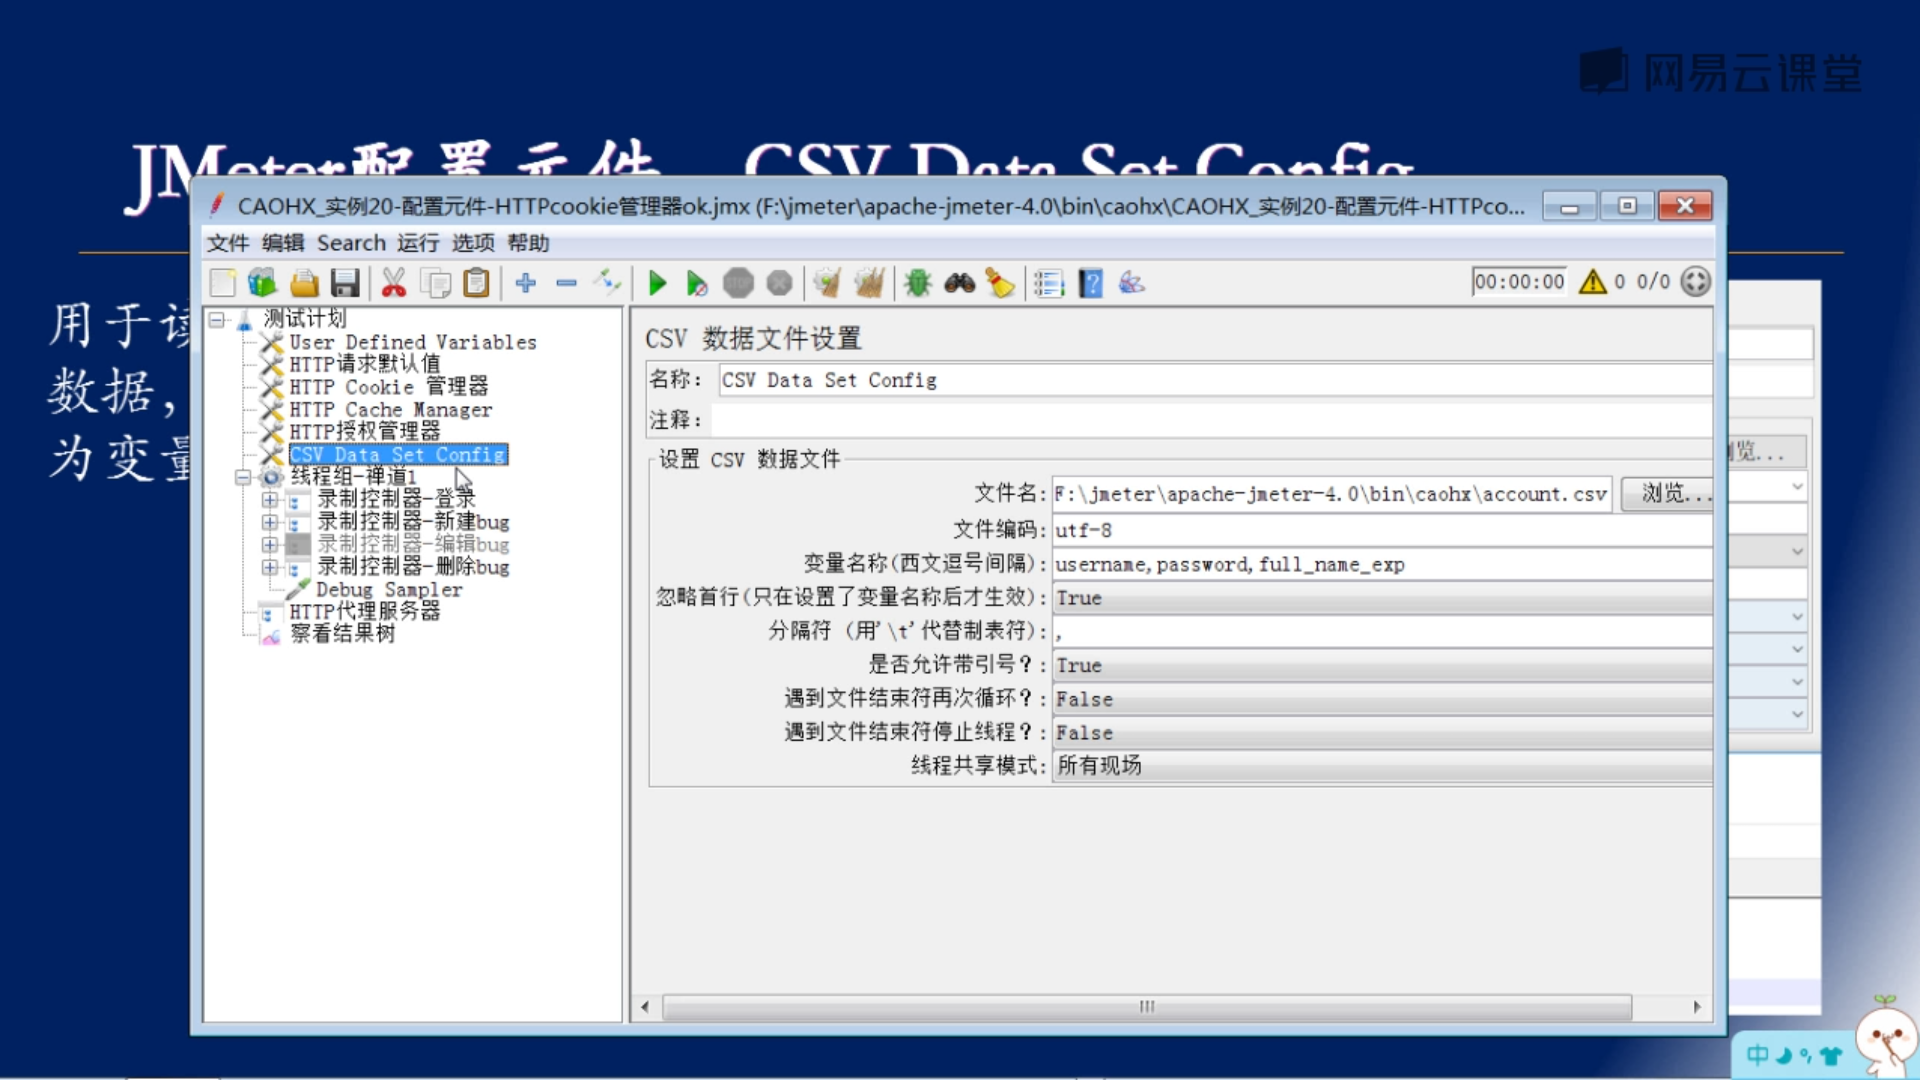 网易云课堂
JMeter配置元件 CSV Data Set Config
CAOHX_实例20-配置元件-HTTPcookie管理器ok.jmx (F:\jmeter\apache-jmeter-4.0\bin\caohx\CAOHX_实例20-配置元件-HTTPco...
文件 编辑 Search 运行 选项 帮助
00:00:00 0 0/0
用于读
数据，
为变量
测试计划
User Defined Variables
HTTP请求默认值
HTTP Cookie 管理器
HTTP Cache Manager
HTTP授权管理器
CSV Data Set Config
线程组-禅道1
录制控制器-登录
录制控制器-新建bug
录制控制器-编辑bug
录制控制器-删除bug
Debug Sampler
HTTP代理服务器
察看结果树
CSV 数据文件设置
名称： CSV Data Set Config
注释：
设置 CSV 数据文件
文件名: F:\jmeter\apache-jmeter-4.0\bin\caohx\account.csv 浏览...
文件编码: utf-8
变量名称(西文逗号间隔): username,password,full_name_exp
忽略首行(只在设置了变量名称后才生效): True
分隔符 (用'\t'代替制表符): ,
是否允许带引号？: True
遇到文件结束符再次循环？: False
遇到文件结束符停止线程？: False
线程共享模式: 所有现场
览...
中